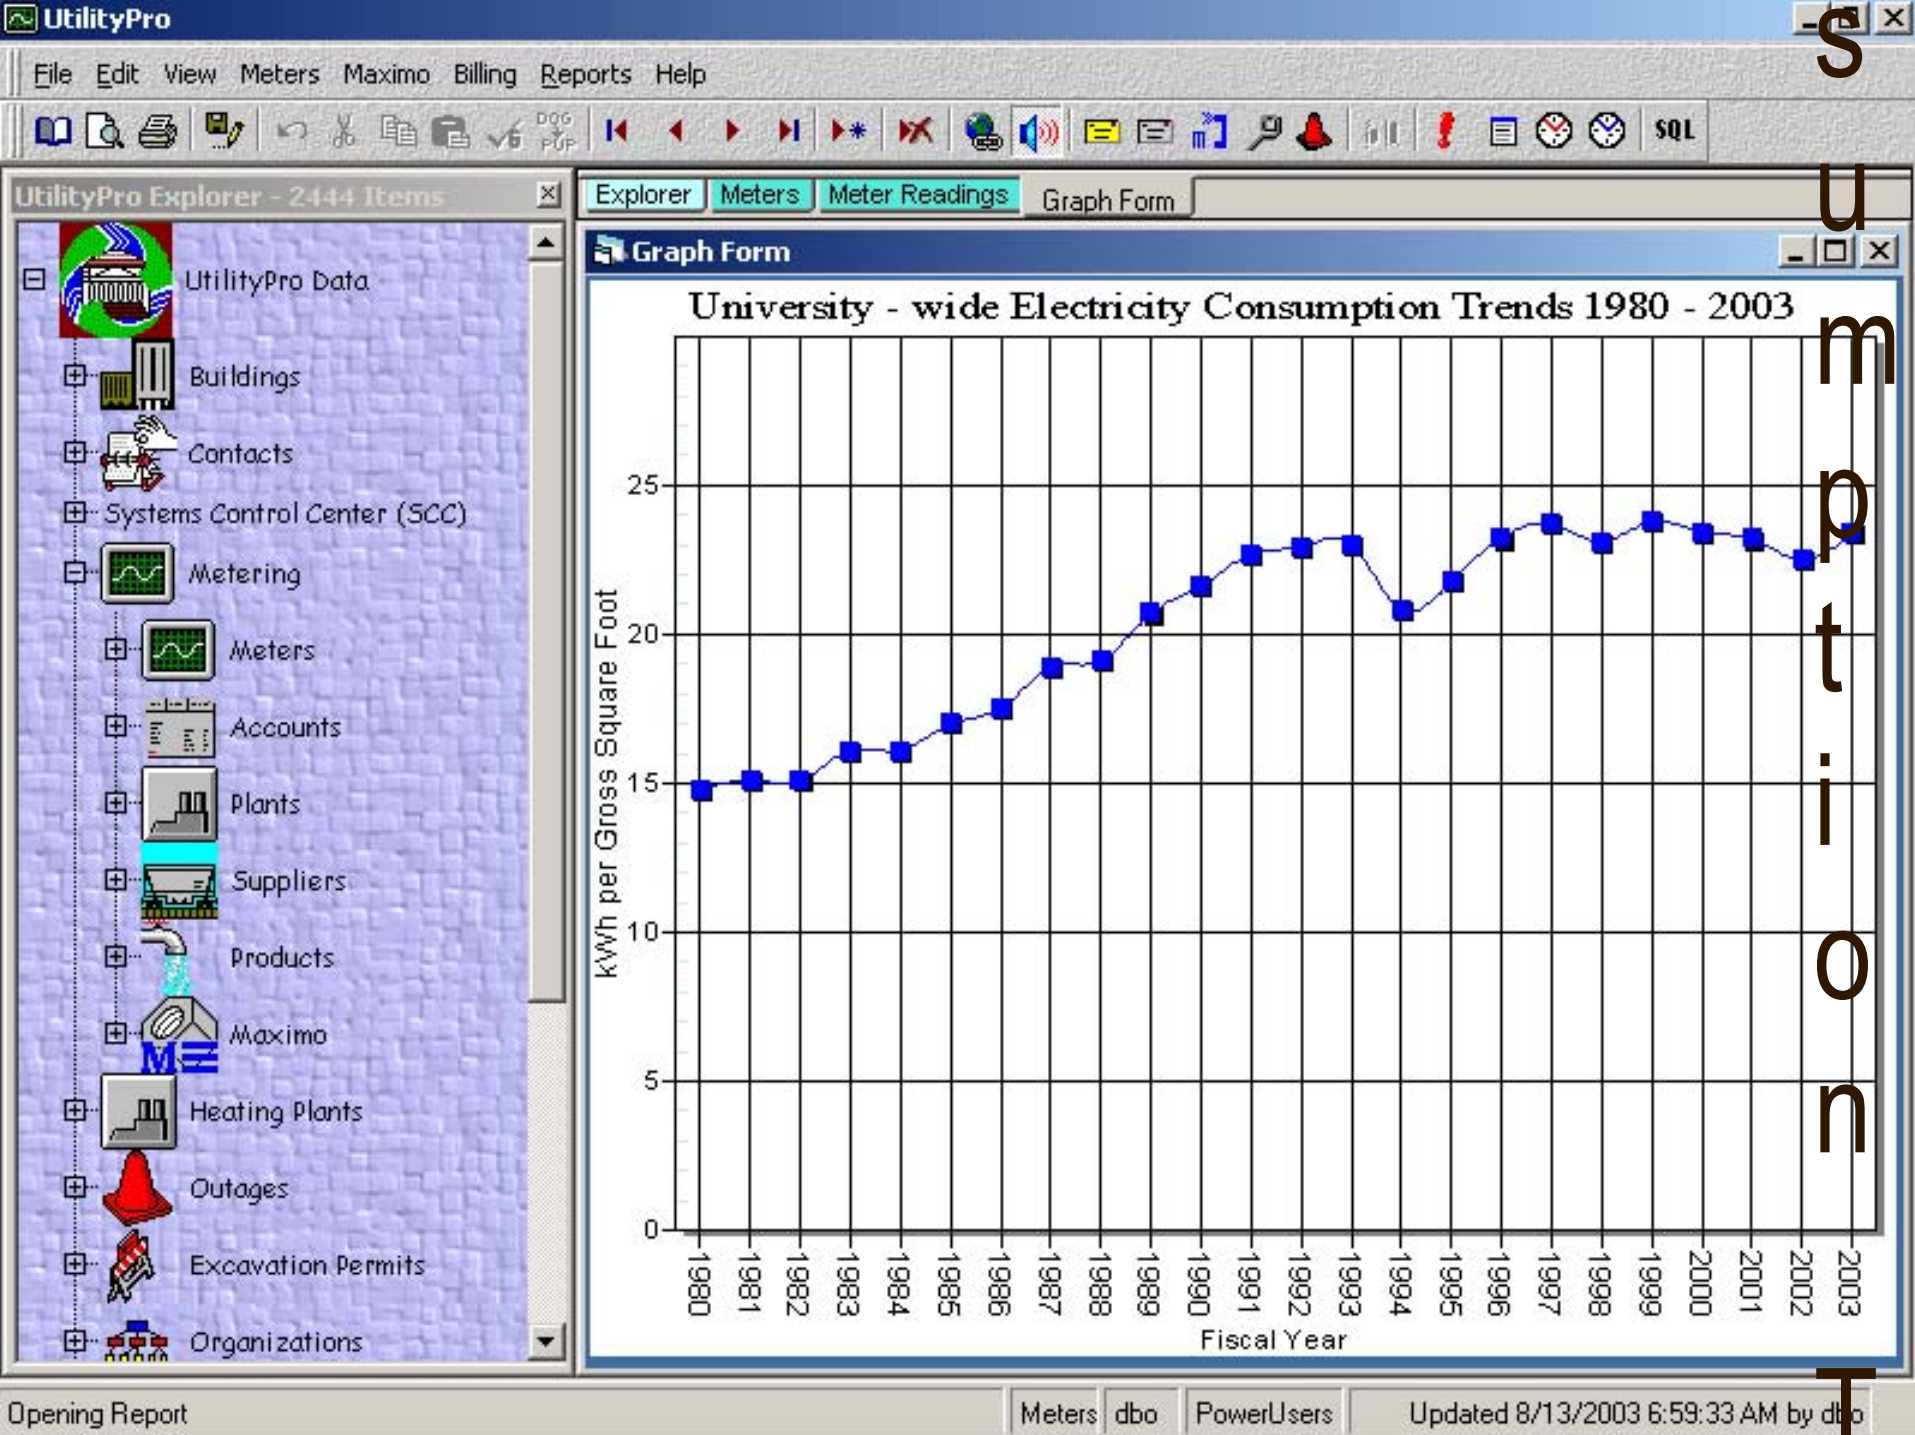 UtilityPro
File Edit View Meters Maximo Billing Reports Help
SQL
UtilityPro Explorer - 2444 Items
UtilityPro Data
Buildings
Contacts
Systems Control Center (SCC)
Metering
Meters
Accounts
Plants
Suppliers
Products
Maximo
M
Heating Plants
Outages
Excavation Permits
Organizations
Explorer Meters Meter Readings Graph Form
Graph Form
University - wide Electricity Consumption Trends 1980 - 2003
kWh per Gross Square Foot
25
20
15
10
5
0
1980 1981 1982 1983 1984 1985 1986 1987 1988 1989 1990 1991 1992 1993 1994 1995 1996 1997 1998 1999 2000 2001 2002 2003
Fiscal Year
s
u
m
p
t
i
o
n
T
Opening Report Meters dbo PowerUsers Updated 8/13/2003 6:59:33 AM by dbo